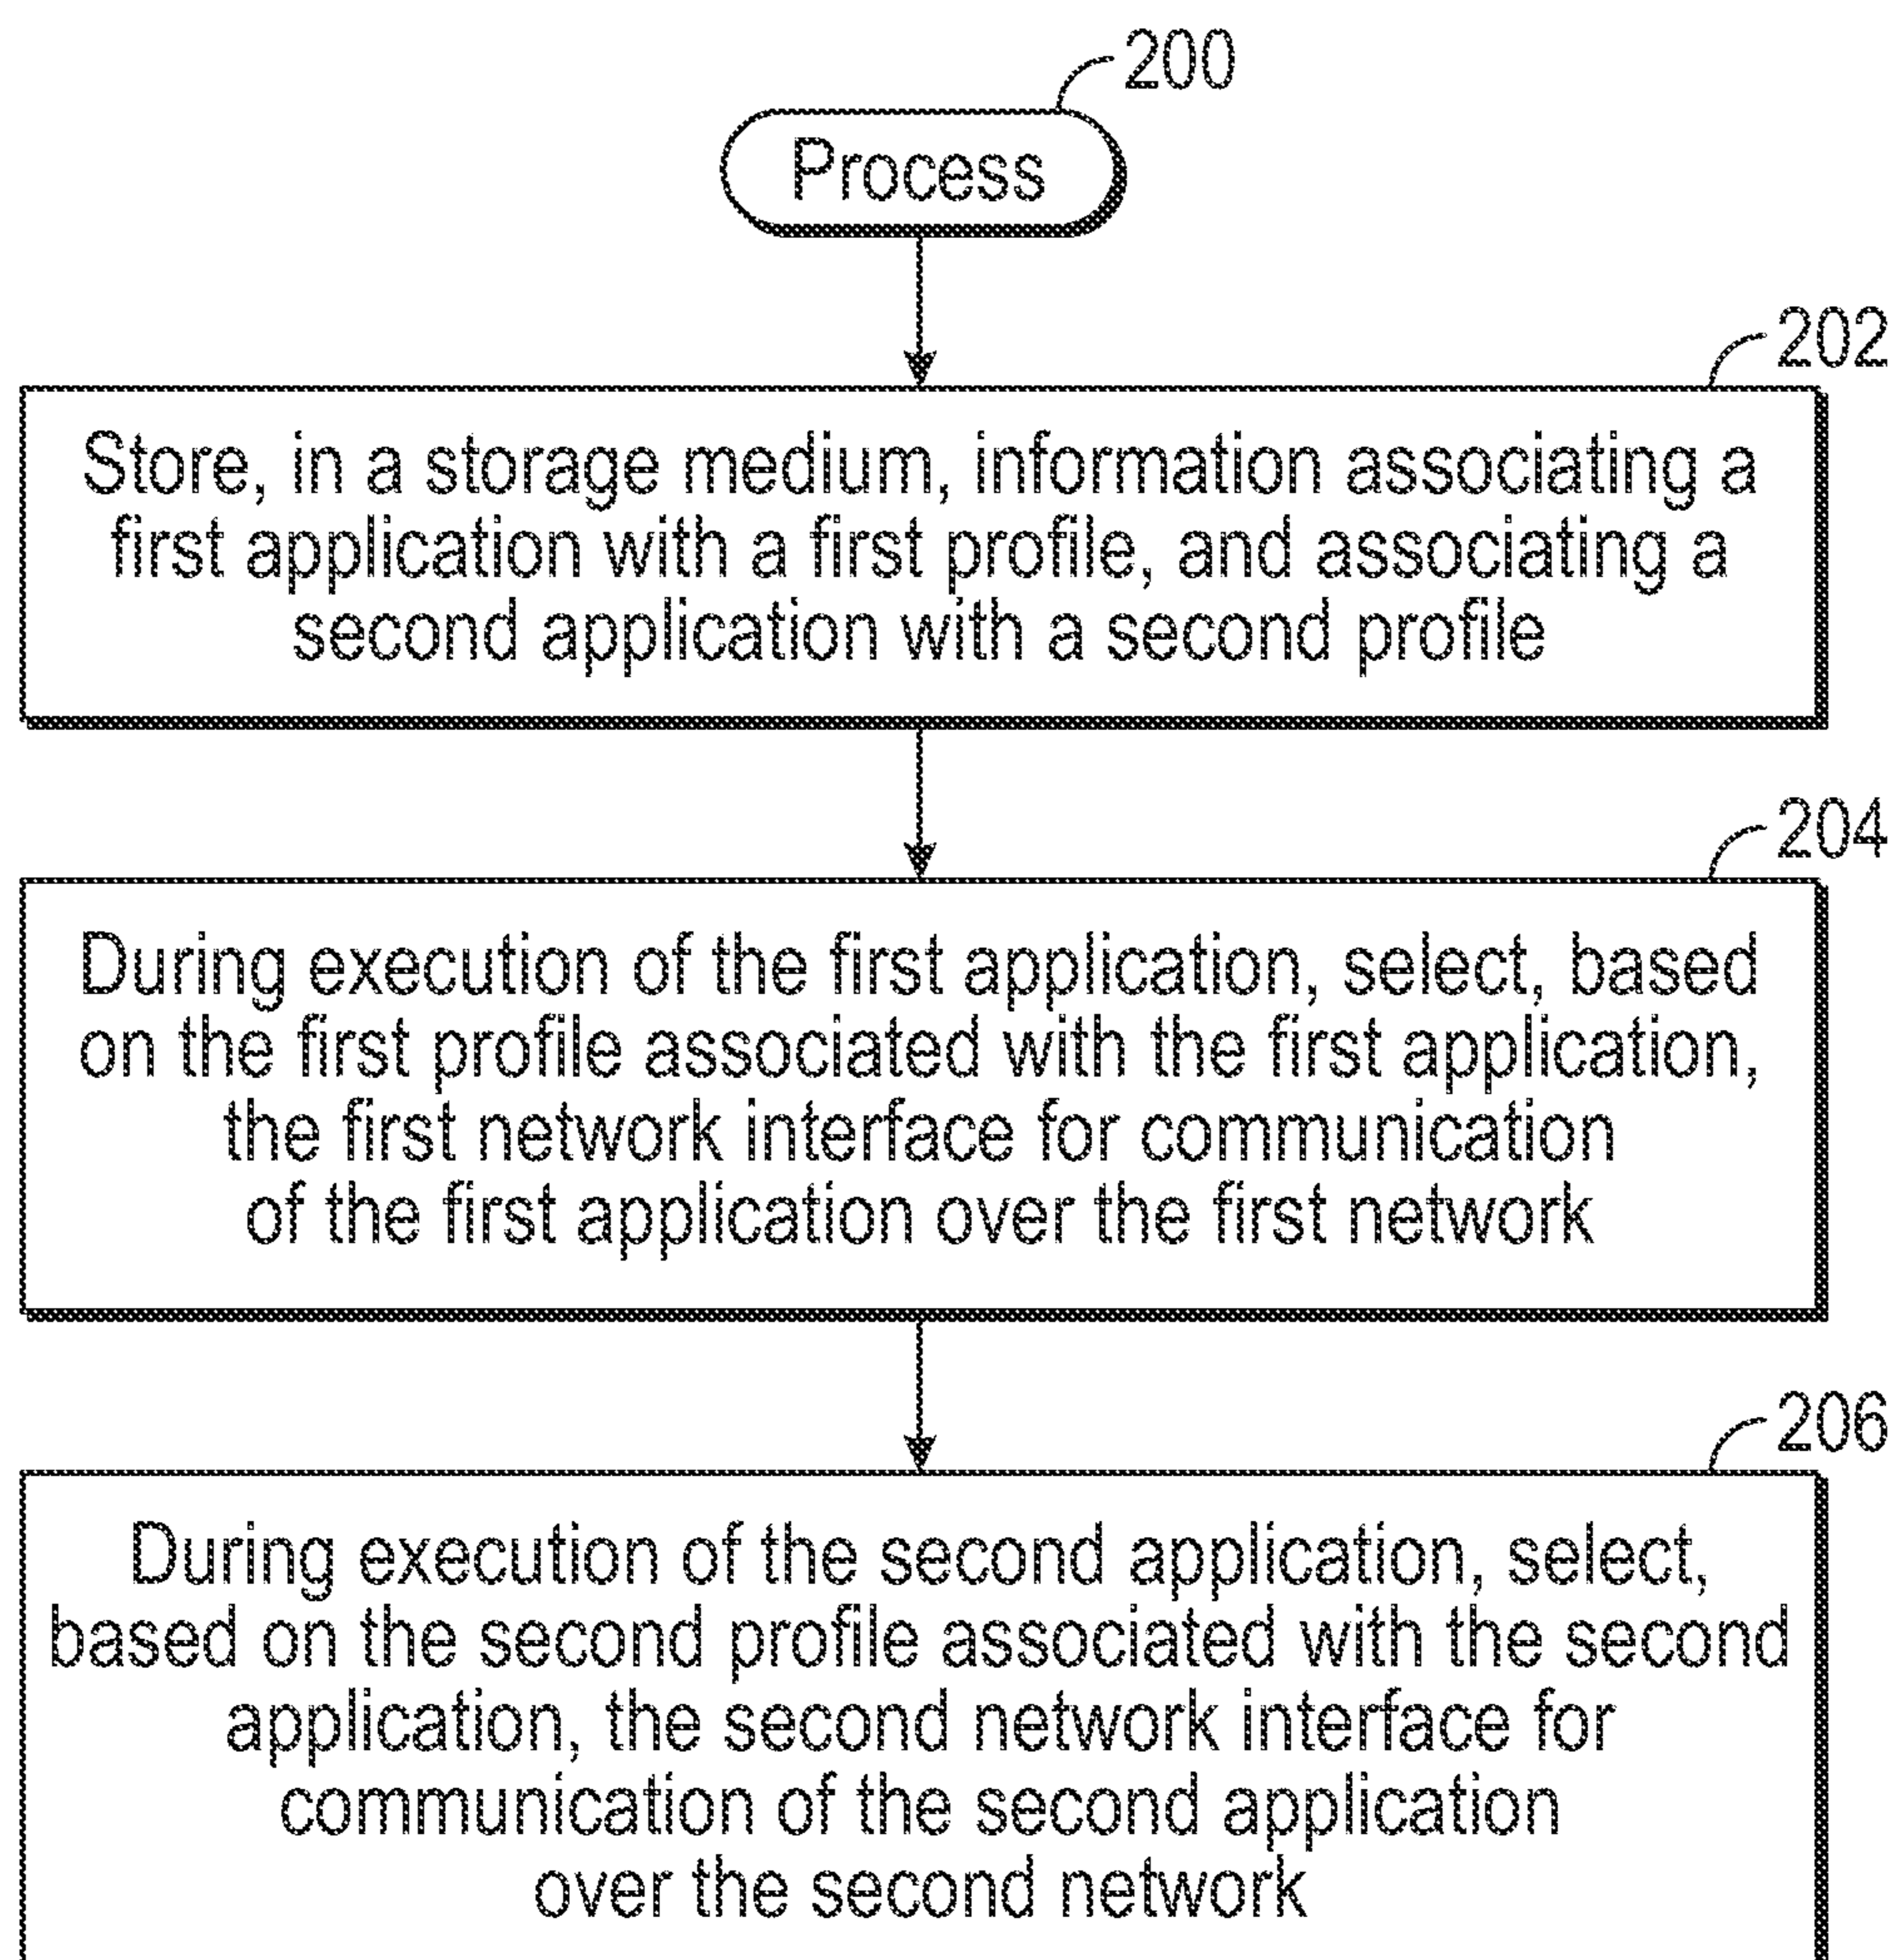 200
Process
202
Store, in a storage medium, information associating a
first application with a first profile, and associating a
second application with a second profile
204
During execution of the first application, select, based
on the first profile associated with the first application,
the first network interface for communication
of the first application over the first network
206
During execution of the second application, select,
based on the second profile associated with the second
application, the second network interface for
communication of the second application
over the second network